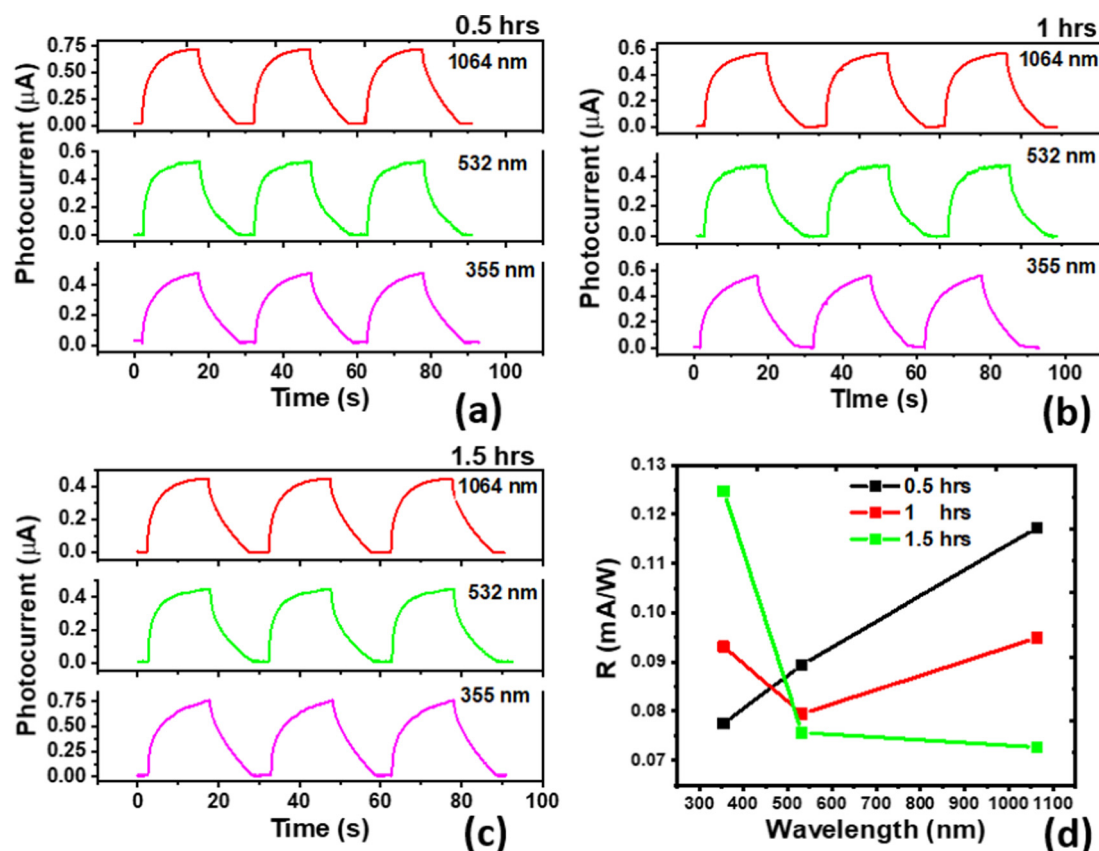 0.5 hrs
0.75
0.50
0.25
0.00
1064 nm
0.6
0.4
0.2
0.0
532 nm
0.4
0.2
0.0
355 nm
Photocurrent (μA)
0 20 40 60 80 100
Time (s)
(a)
1 hrs
0.6
0.4
0.2
0.0
1064 nm
0.6
0.4
0.2
0.0
532 nm
0.6
0.4
0.2
0.0
355 nm
Photocurrent (μA)
0 20 40 60 80 100
TIme (s)
(b)
1.5 hrs
0.4
0.2
0.0
1064 nm
0.4
0.2
0.0
532 nm
0.75
0.50
0.25
0.00
355 nm
Photocurrent (μA)
0 20 40 60 80 100
Time (s)
(c)
0.13
0.12
0.11
0.10
0.09
0.08
0.07
R (mA/W)
0.5 hrs
1 hrs
1.5 hrs
300 400 500 600 700 800 900 1000 1100
Wavelength (nm)
(d)